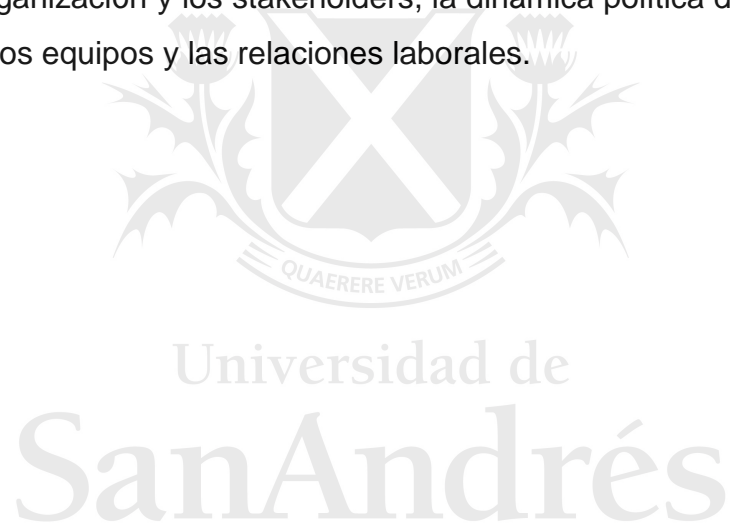 ganización y los stakeholders, la dinámica política d
os equipos y las relaciones laborales.
QUAERERE VERUM
Universidad de
SanAndrés